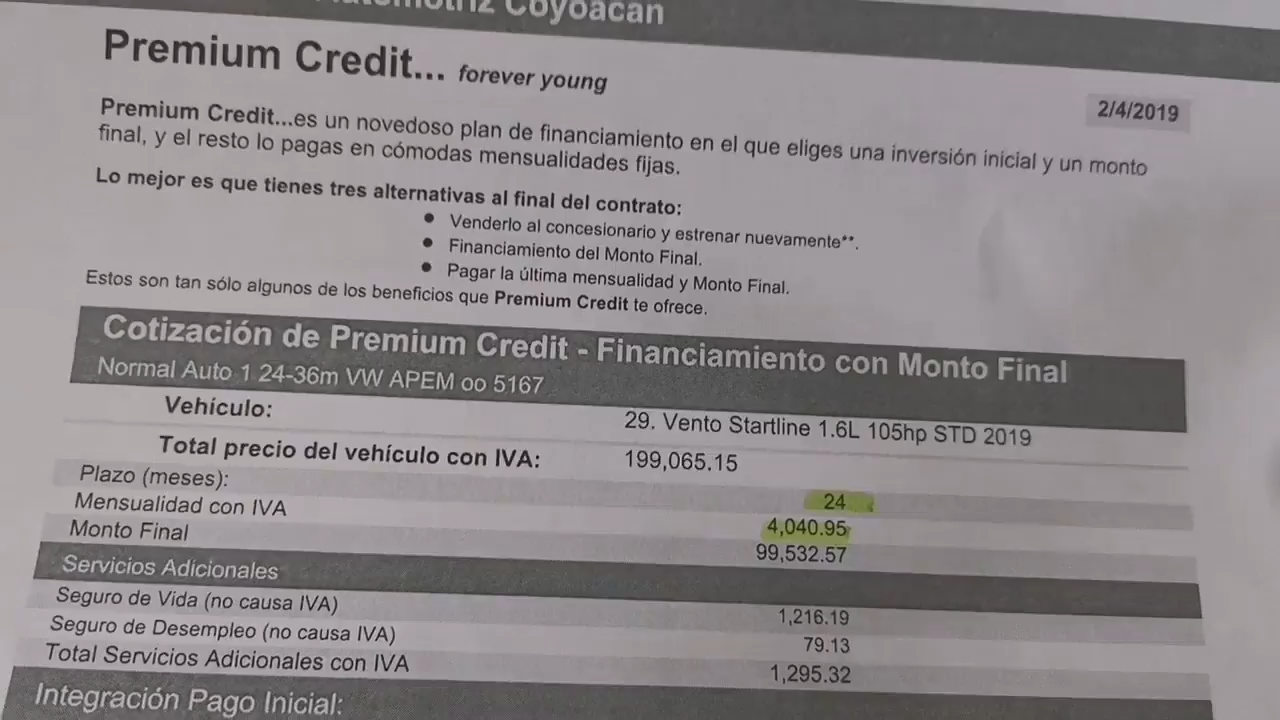 Automotriz Coyoacán
Premium Credit... forever young
2/4/2019
Premium Credit...es un novedoso plan de financiamiento en el que eliges una inversión inicial y un monto
final, y el resto lo pagas en cómodas mensualidades fijas.
Lo mejor es que tienes tres alternativas al final del contrato:
• Venderlo al concesionario y estrenar nuevamente**.
• Financiamiento del Monto Final.
• Pagar la última mensualidad y Monto Final.
Estos son tan sólo algunos de los beneficios que Premium Credit te ofrece.
Cotización de Premium Credit - Financiamiento con Monto Final
Normal Auto 1 24-36m VW APEM oo 5167
Vehículo: 29. Vento Startline 1.6L 105hp STD 2019
Total precio del vehículo con IVA: 199,065.15
Plazo (meses): 24
Mensualidad con IVA 4,040.95
Monto Final 99,532.57
Servicios Adicionales
Seguro de Vida (no causa IVA) 1,216.19
Seguro de Desempleo (no causa IVA) 79.13
Total Servicios Adicionales con IVA 1,295.32
Integración Pago Inicial: